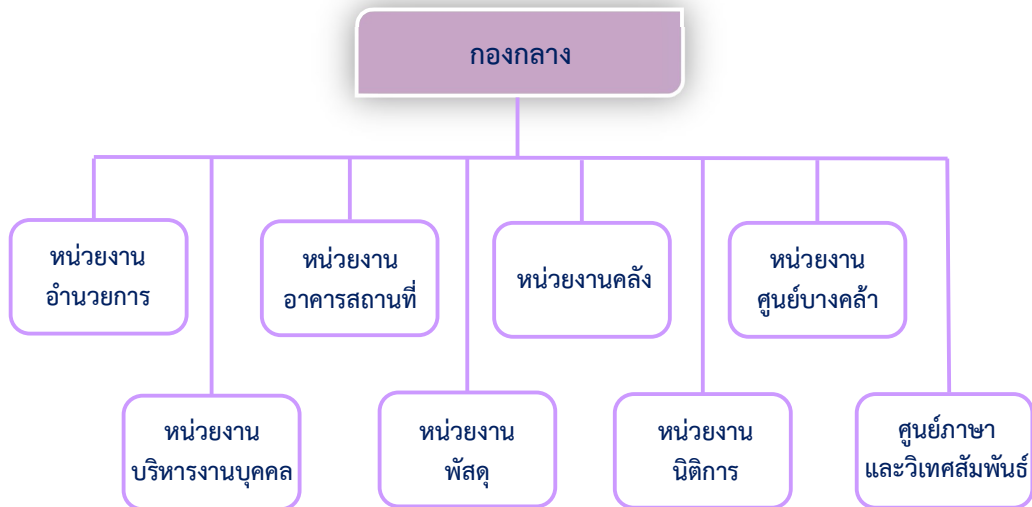 กองกลาง
หน่วยงาน
อำนวยการ
หน่วยงาน
อาคารสถานที่
หน่วยงานคลัง
หน่วยงาน
ศูนย์บางคล้า
หน่วยงาน
บริหารงานบุคคล
หน่วยงาน
พัสดุ
หน่วยงาน
นิติการ
ศูนย์ภาษา
และวิเทศสัมพันธ์